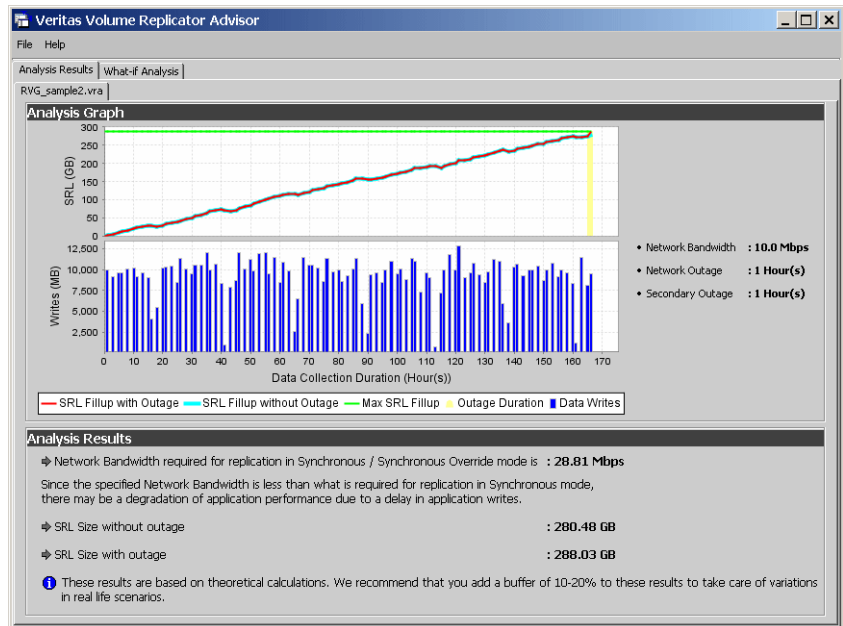 Veritas Volume Replicator Advisor
File Help
Analysis Results What-if Analysis
RVG_sample2.vra
Analysis Graph
300
250
200
150
100
50
0
SRL (GB)
12,500
10,000
7,500
5,000
2,500
Writes (MB)
0 10 20 30 40 50 60 70 80 90 100 110 120 130 140 150 160 170
Data Collection Duration (Hour(s))
• Network Bandwidth : 10.0 Mbps
• Network Outage : 1 Hour(s)
• Secondary Outage : 1 Hour(s)
SRL Fillup with Outage SRL Fillup without Outage Max SRL Fillup Outage Duration Data Writes
Analysis Results
Network Bandwidth required for replication in Synchronous / Synchronous Override mode is : 28.81 Mbps
Since the specified Network Bandwidth is less than what is required for replication in Synchronous mode,
there may be a degradation of application performance due to a delay in application writes.
SRL Size without outage : 280.48 GB
SRL Size with outage : 288.03 GB
These results are based on theoretical calculations. We recommend that you add a buffer of 10-20% to these results to take care of variations
in real life scenarios.